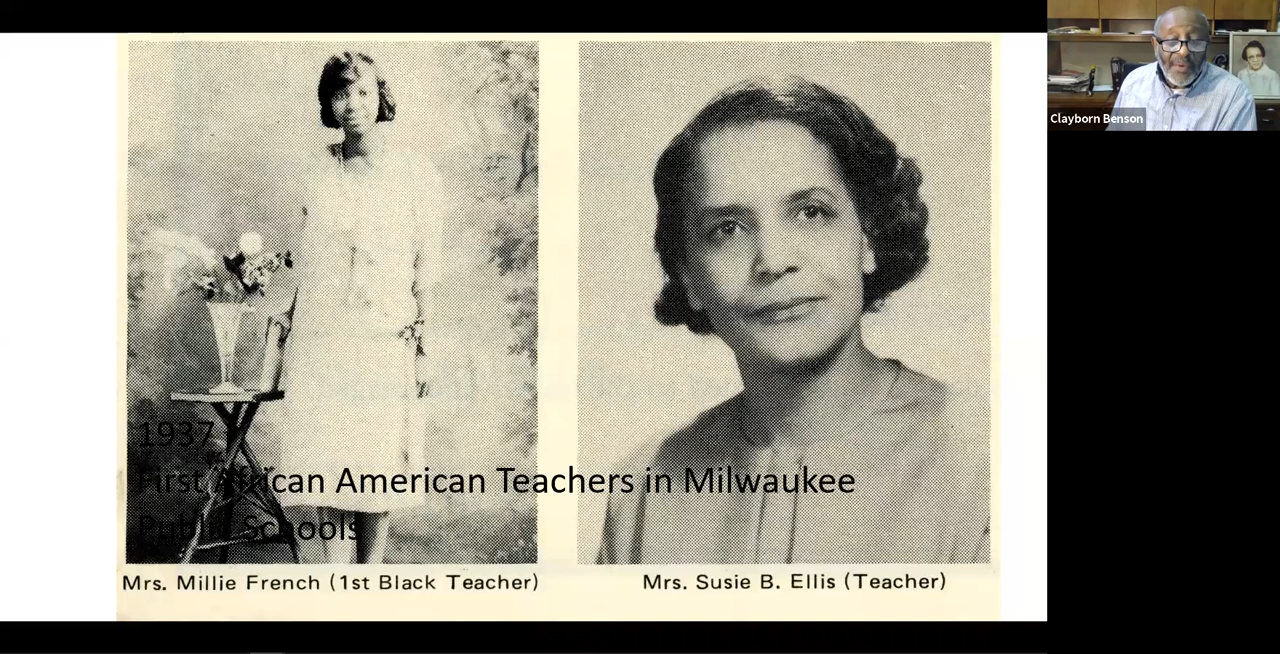 Clayborn Benson
1937
First African American Teachers in Milwaukee
Public Schools
Mrs. Millie French (1st Black Teacher)
Mrs. Susie B. Ellis (Teacher)